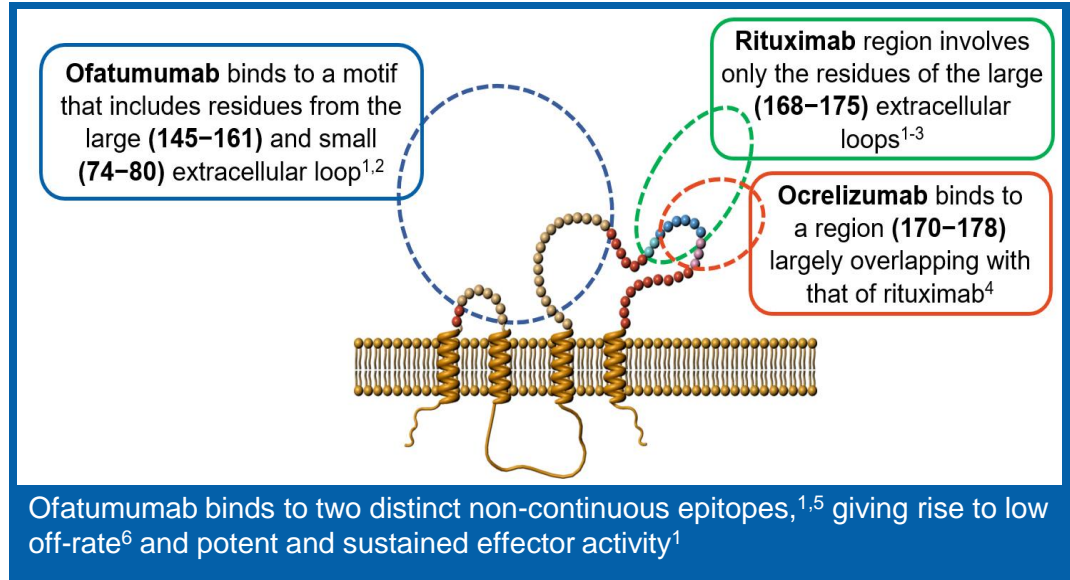 Ofatumumab binds to a motif
that includes residues from the
large (145−161) and small
(74−80) extracellular loop1,2
Rituximab region involves
only the residues of the large
(168−175) extracellular
loops1-3
Ocrelizumab binds to
a region (170−178)
largely overlapping with
that of rituximab4
Ofatumumab binds to two distinct non-continuous epitopes,1,5 giving rise to low
off-rate6 and potent and sustained effector activity1